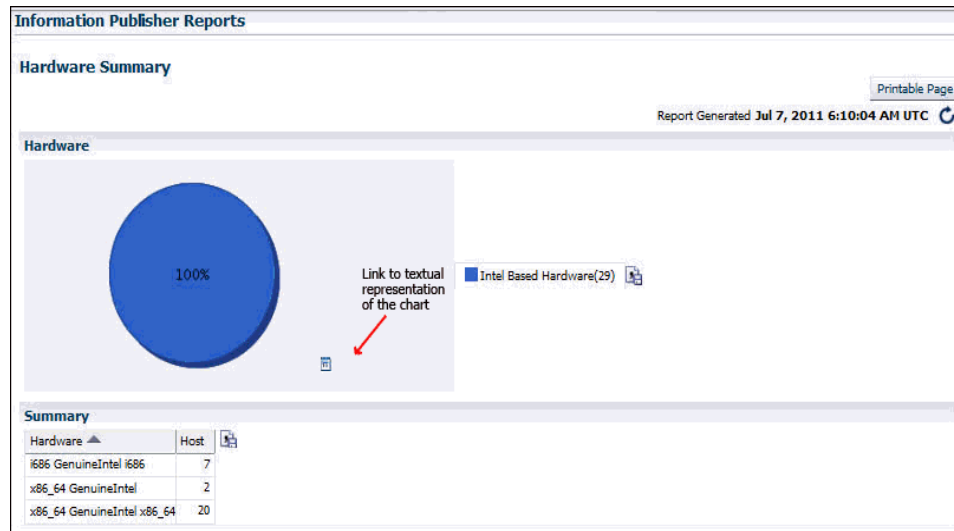 Information Publisher Reports
Hardware Summary
Printable Page
Report Generated Jul 7, 2011 6:10:04 AM UTC
Hardware
100%
Link to textual
representation
of the chart
Intel Based Hardware(29)
Summary
Hardware Host
i686 GenuineIntel i686 7
x86_64 GenuineIntel 2
x86_64 GenuineIntel x86_64 20